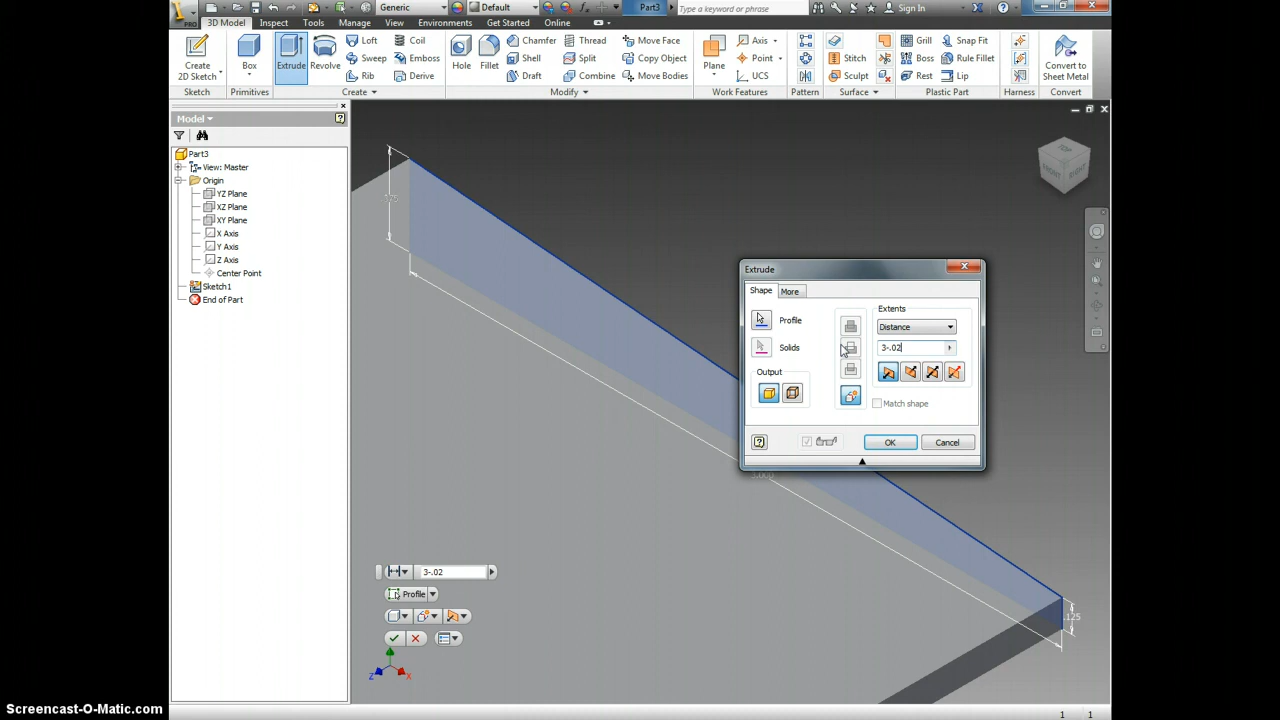 PRO
Generic
Default
Part3
Type a keyword or phrase
Sign In
3D Model
Inspect
Tools
Manage
View
Environments
Get Started
Online
Create
2D Sketch
Box
Extrude
Revolve
Loft
Sweep
Rib
Coil
Emboss
Derive
Hole
Fillet
Chamfer
Shell
Draft
Thread
Split
Combine
Move Face
Copy Object
Move Bodies
Plane
Axis
Point
UCS
Stitch
Sculpt
Grill
Boss
Rest
Snap Fit
Rule Fillet
Lip
Convert to
Sheet Metal
Sketch
Primitives
Create
Modify
Work Features
Pattern
Surface
Plastic Part
Harness
Convert
Model
Part3
View: Master
Origin
YZ Plane
XZ Plane
XY Plane
X Axis
Y Axis
Z Axis
Center Point
Sketch1
End of Part
FRONT
Extrude
Shape
More
Profile
Solids
Output
Extents
Distance
3-.02
Match shape
OK
Cancel
3-.02
Profile
.125
Z
X
1
1
Screencast-O-Matic.com